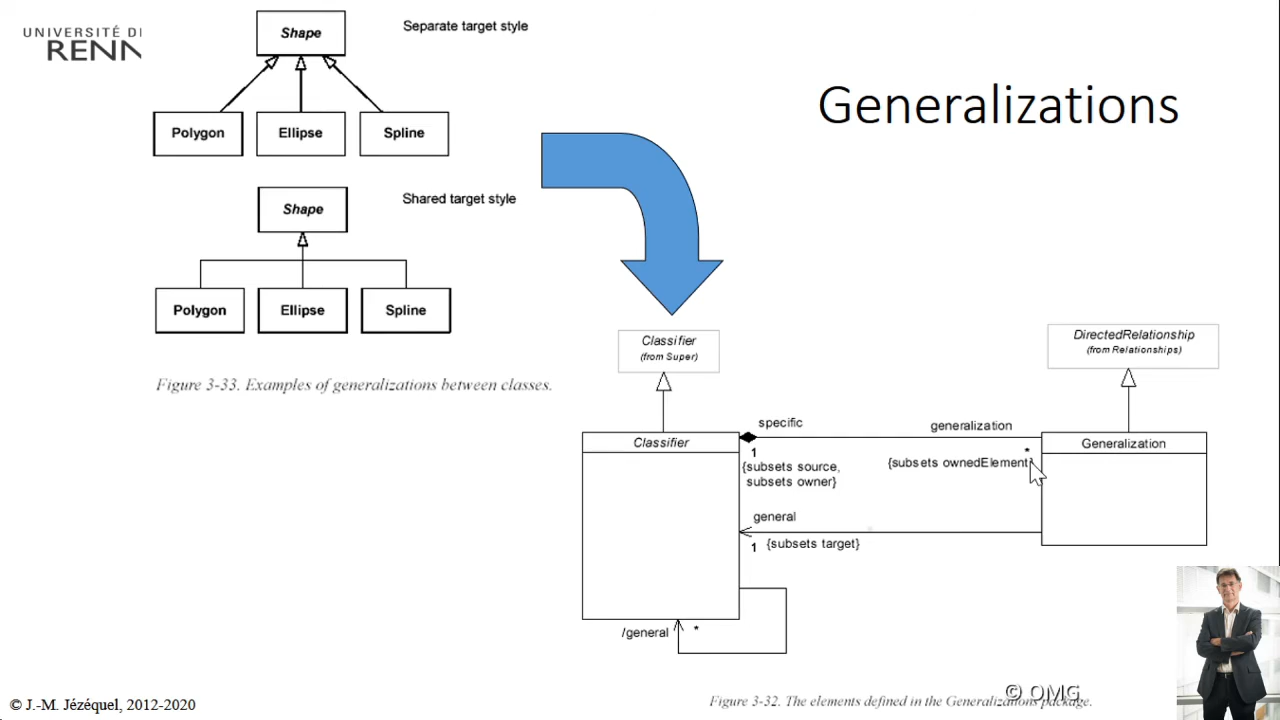 UNIVERSITÉ DI
RENN
Shape
Separate target style
Polygon
Ellipse
Spline
Generalizations
Shape
Shared target style
Polygon
Ellipse
Spline
Figure 3-33. Examples of generalizations between classes.
Classifier
(from Super)
DirectedRelationship
(from Relationships)
Classifier
specific
generalization
Generalization
1
*
{subsets source,
subsets owner}
{subsets ownedElement}
general
1
{subsets target}
/general
*
Figure 3-32. The elements defined in the Generalizations package.
© OMG
© J.-M. Jézéquel, 2012-2020